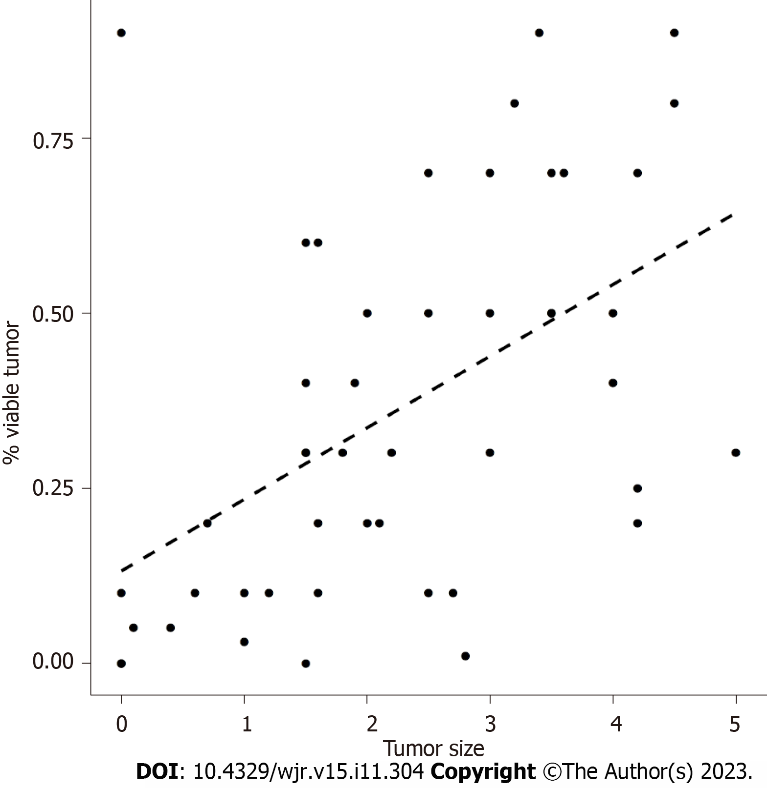 0.75
0.50
0.25
0.00
% viable tumor
0 1 2 3 4 5
Tumor size
DOI: 10.4329/wjr.v15.i11.304 Copyright ©The Author(s) 2023.